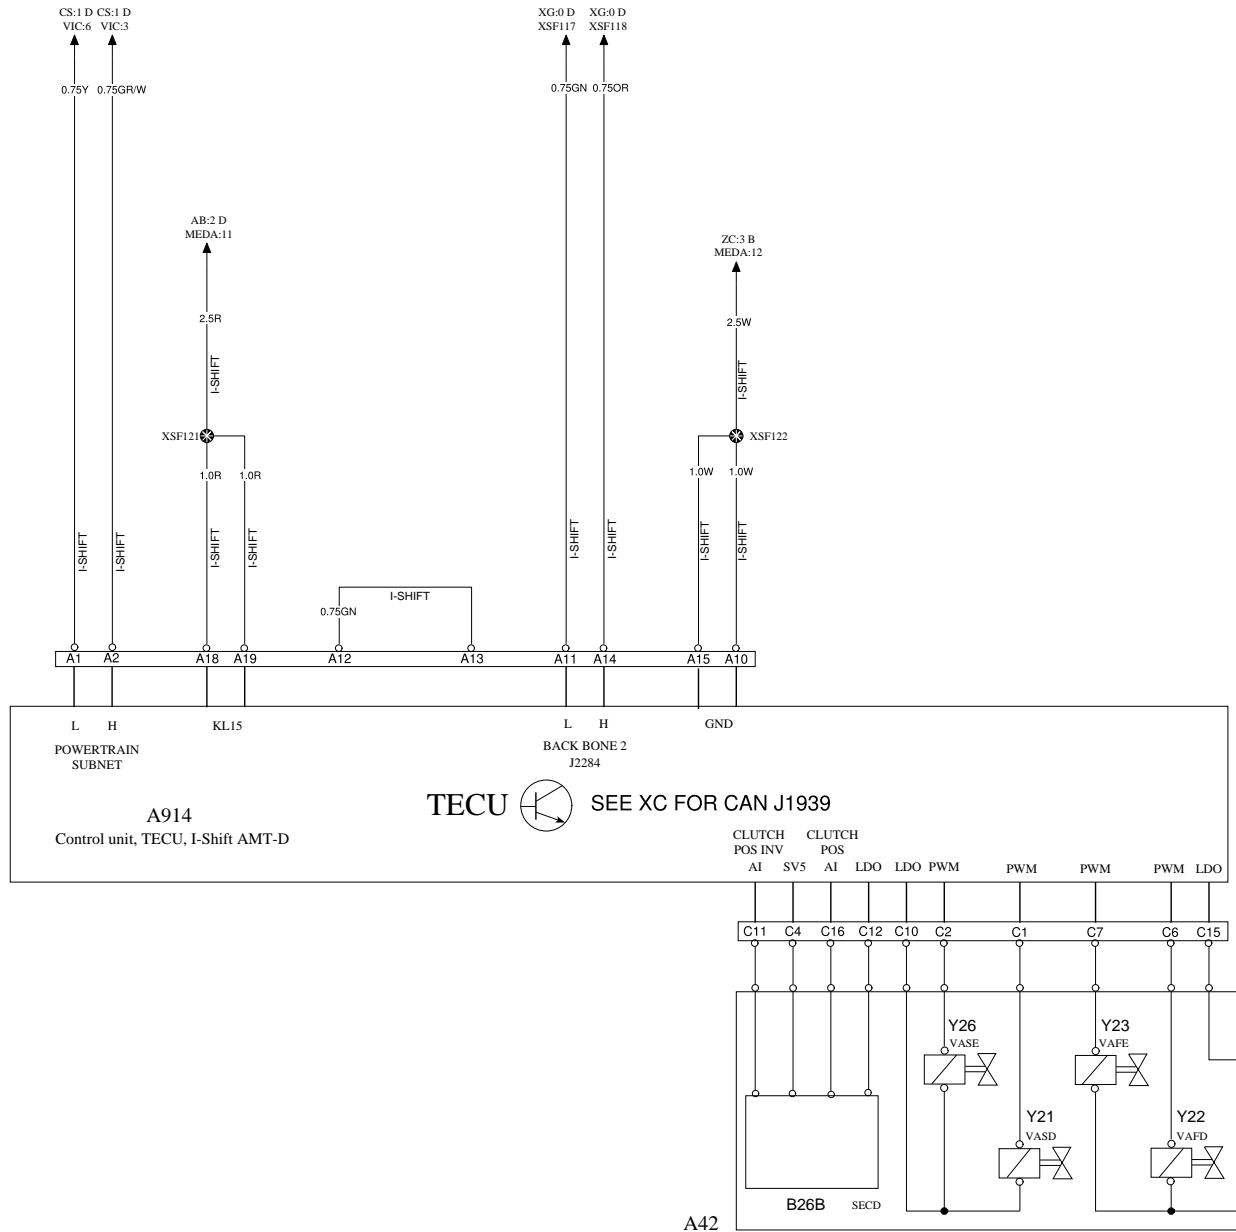 CS:1 D CS:1 D XG:0 D XG:0 D
VIC:6 VIC:3 XSF117 XSF118
0.75Y 0.75GR/W 0.75GN 0.75OR
AB:2 D
MEDA:11
ZC:3 B
MEDA:12
2.5R 2.5W
I-SHIFT I-SHIFT
XSF121 XSF122
1.0R 1.0R 1.0W 1.0W
I-SHIFT I-SHIFT I-SHIFT I-SHIFT I-SHIFT I-SHIFT I-SHIFT I-SHIFT
I-SHIFT
0.75GN
A1 A2 A18 A19 A12 A13 A11 A14 A15 A10
L H KL15 L H GND
POWERTRAIN
SUBNET
BACK BONE 2
J2284
TECU SEE XC FOR CAN J1939
A914
Control unit, TECU, I-Shift AMT-D
CLUTCH CLUTCH
POS INV POS
AI SV5 AI LDO LDO PWM PWM PWM PWM LDO
C11 C4 C16 C12 C10 C2 C1 C7 C6 C15
Y26 Y23
VASE VAFE
Y21 Y22
VASD VAFD
B26B SECD
A42